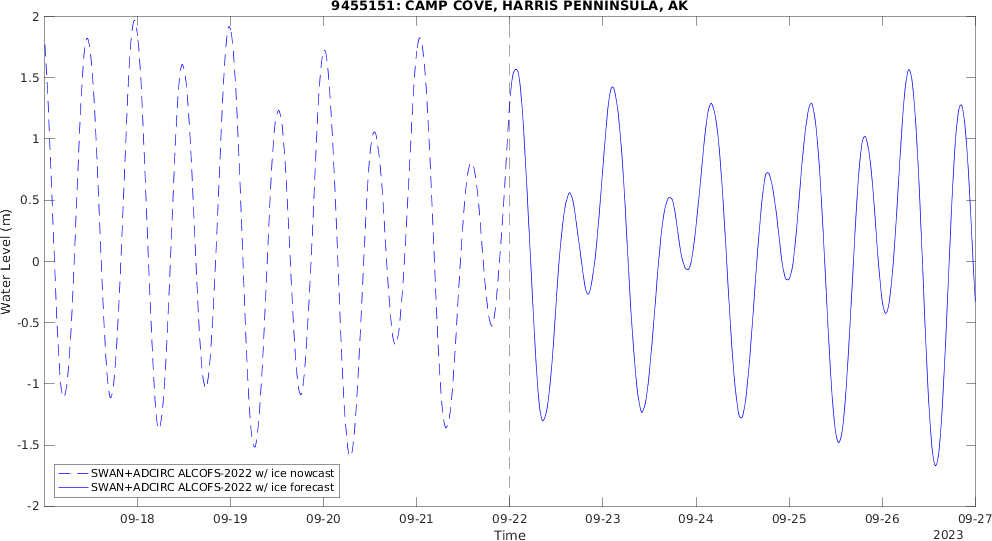 9455151: CAMP COVE, HARRIS PENNINSULA, AK
2
1.5
1
0.5
0
-0.5
-1
-1.5
-2
Water Level (m)
SWAN+ADCIRC ALCOFS-2022 w/ ice nowcast
SWAN+ADCIRC ALCOFS-2022 w/ ice forecast
09-18 09-19 09-20 09-21 09-22 09-23 09-24 09-25 09-26 09-27
Time
2023